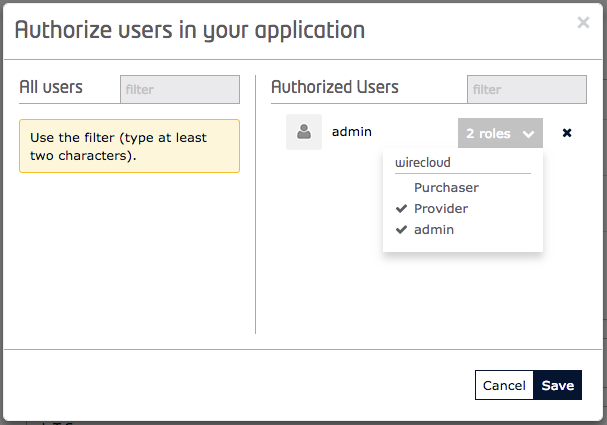 Authorize users in your application
All users
filter
Use the filter (type at least
two characters).
Authorized Users
filter
admin
2 roles
wirecloud
Purchaser
Provider
admin
Cancel
Save